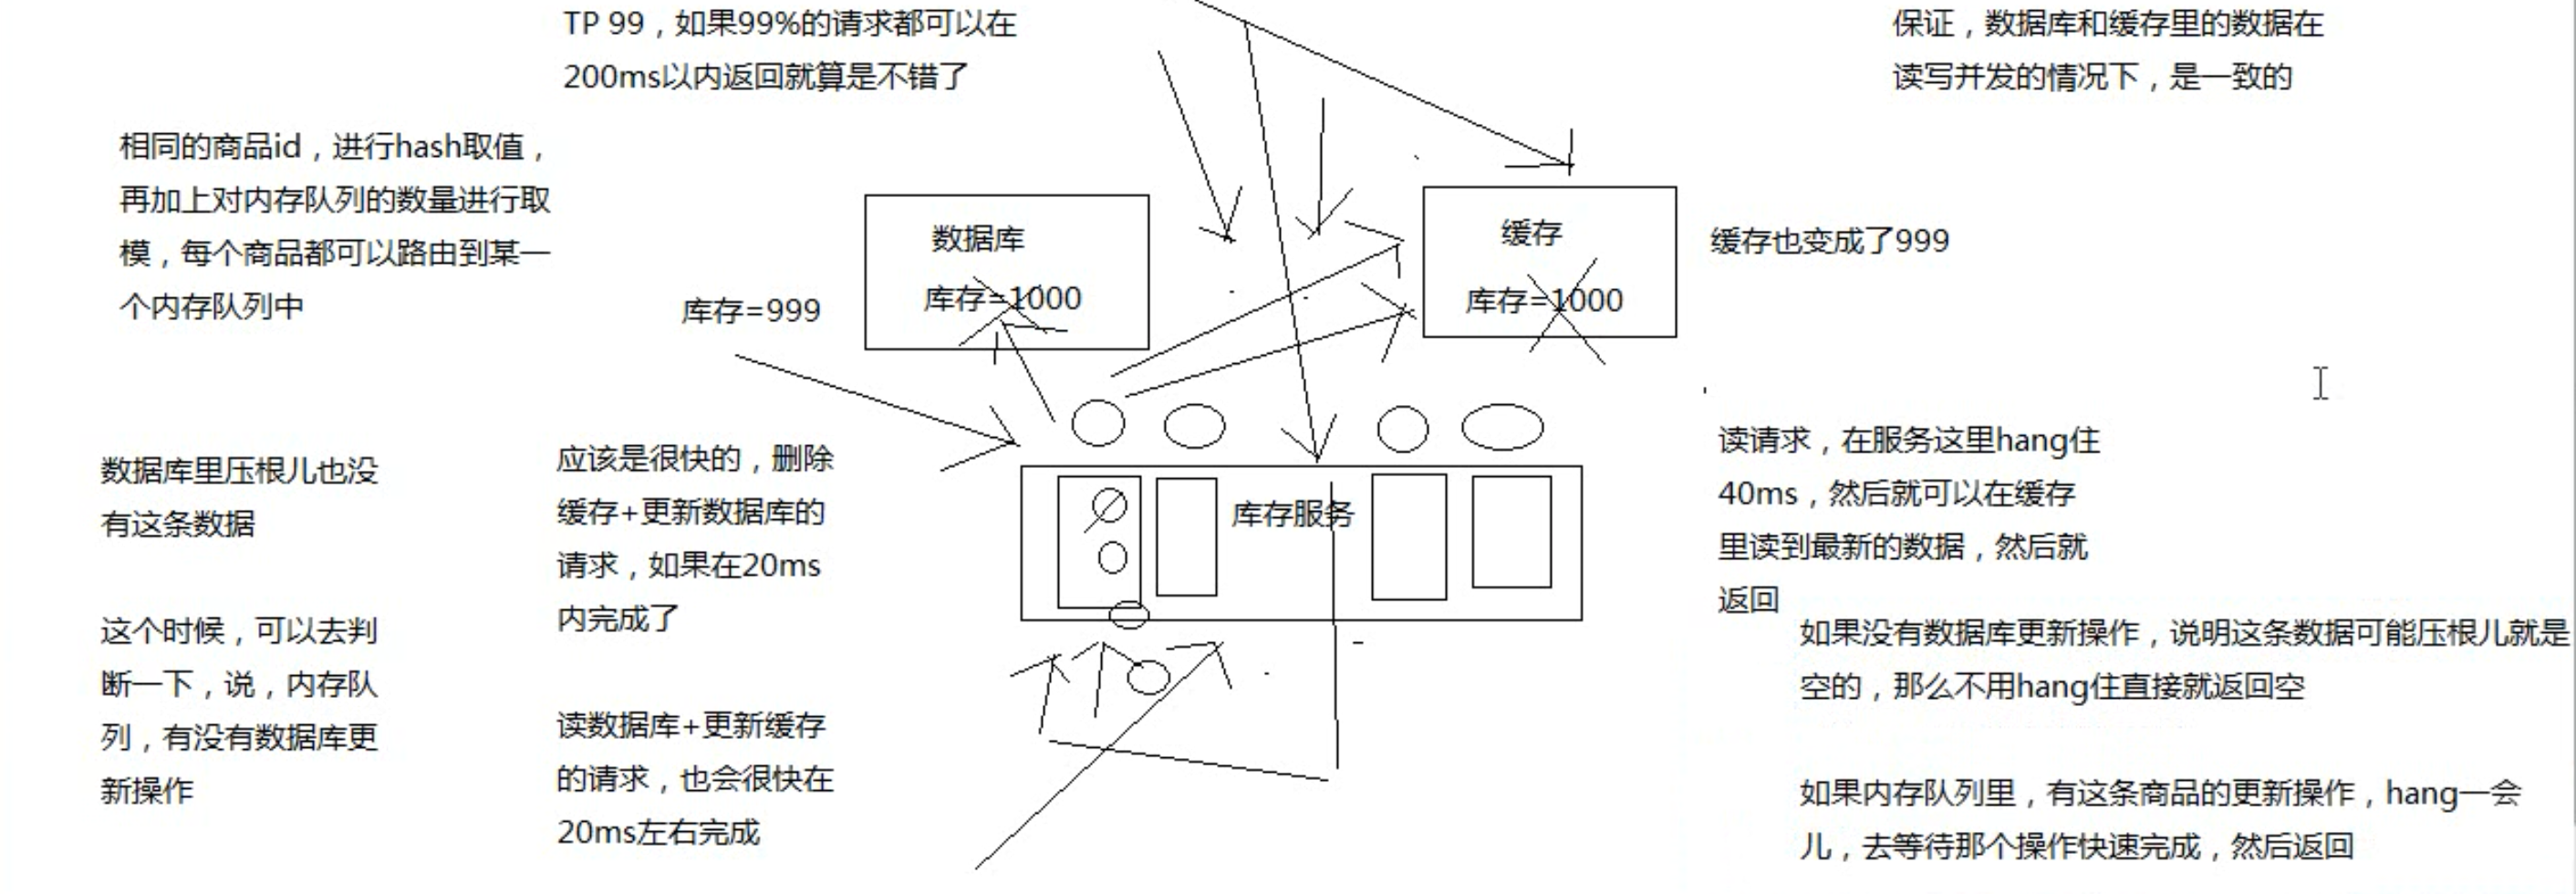 TP 99，如果99%的请求都可以在
200ms以内返回就算是不错了
保证，数据库和缓存里的数据在
读写并发的情况下，是一致的
相同的商品id，进行hash取值，
再加上对内存队列的数量进行取
模，每个商品都可以路由到某一
个内存队列中
库存=999
数据库
库存=1000
缓存
库存=1000
缓存也变成了999
数据库里压根儿也没
有这条数据
这个时候，可以去判
断一下，说，内存队
列，有没有数据库更
新操作
应该是很快的，删除
缓存+更新数据库的
请求，如果在20ms
内完成了
读数据库+更新缓存
的请求，也会很快在
20ms左右完成
库存服务
读请求，在服务这里hang住
40ms，然后就可以在缓存
里读到最新的数据，然后就
返回
如果没有数据库更新操作，说明这条数据可能压根儿就是
空的，那么不用hang住直接就返回空
如果内存队列里，有这条商品的更新操作，hang一会
儿，去等待那个操作快速完成，然后返回